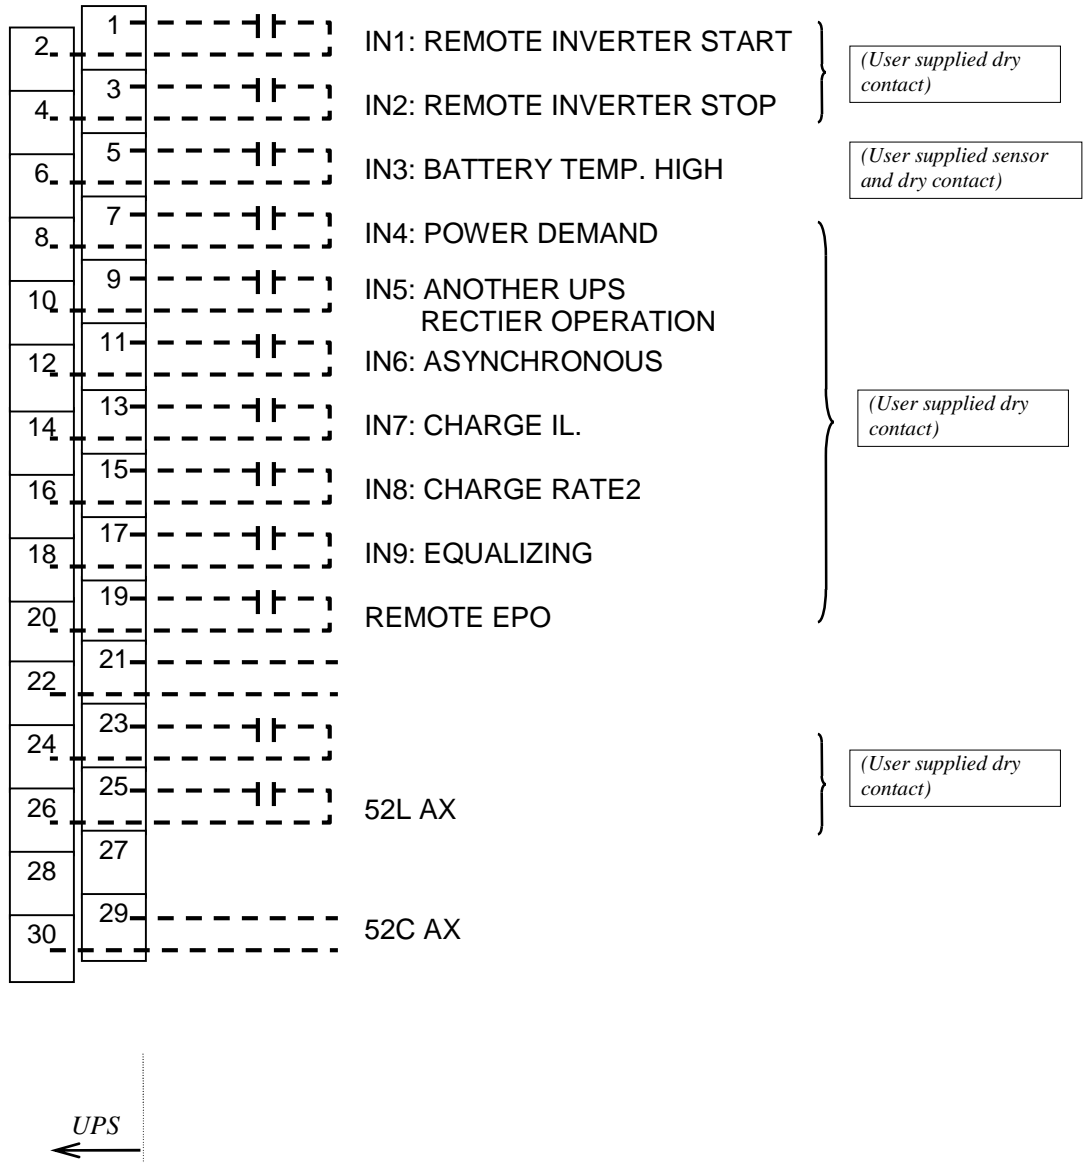 1
2
IN1: REMOTE INVERTER START
(User supplied dry
contact)
3
4
IN2: REMOTE INVERTER STOP
5
6
IN3: BATTERY TEMP. HIGH
(User supplied sensor
and dry contact)
7
8
IN4: POWER DEMAND
9
10
IN5: ANOTHER UPS
RECTIER OPERATION
11
12
IN6: ASYNCHRONOUS
13
14
IN7: CHARGE IL.
(User supplied dry
contact)
15
16
IN8: CHARGE RATE2
17
18
IN9: EQUALIZING
19
20
REMOTE EPO
21
22
23
24
(User supplied dry
contact)
25
26
52L AX
27
28
29
30
52C AX
UPS